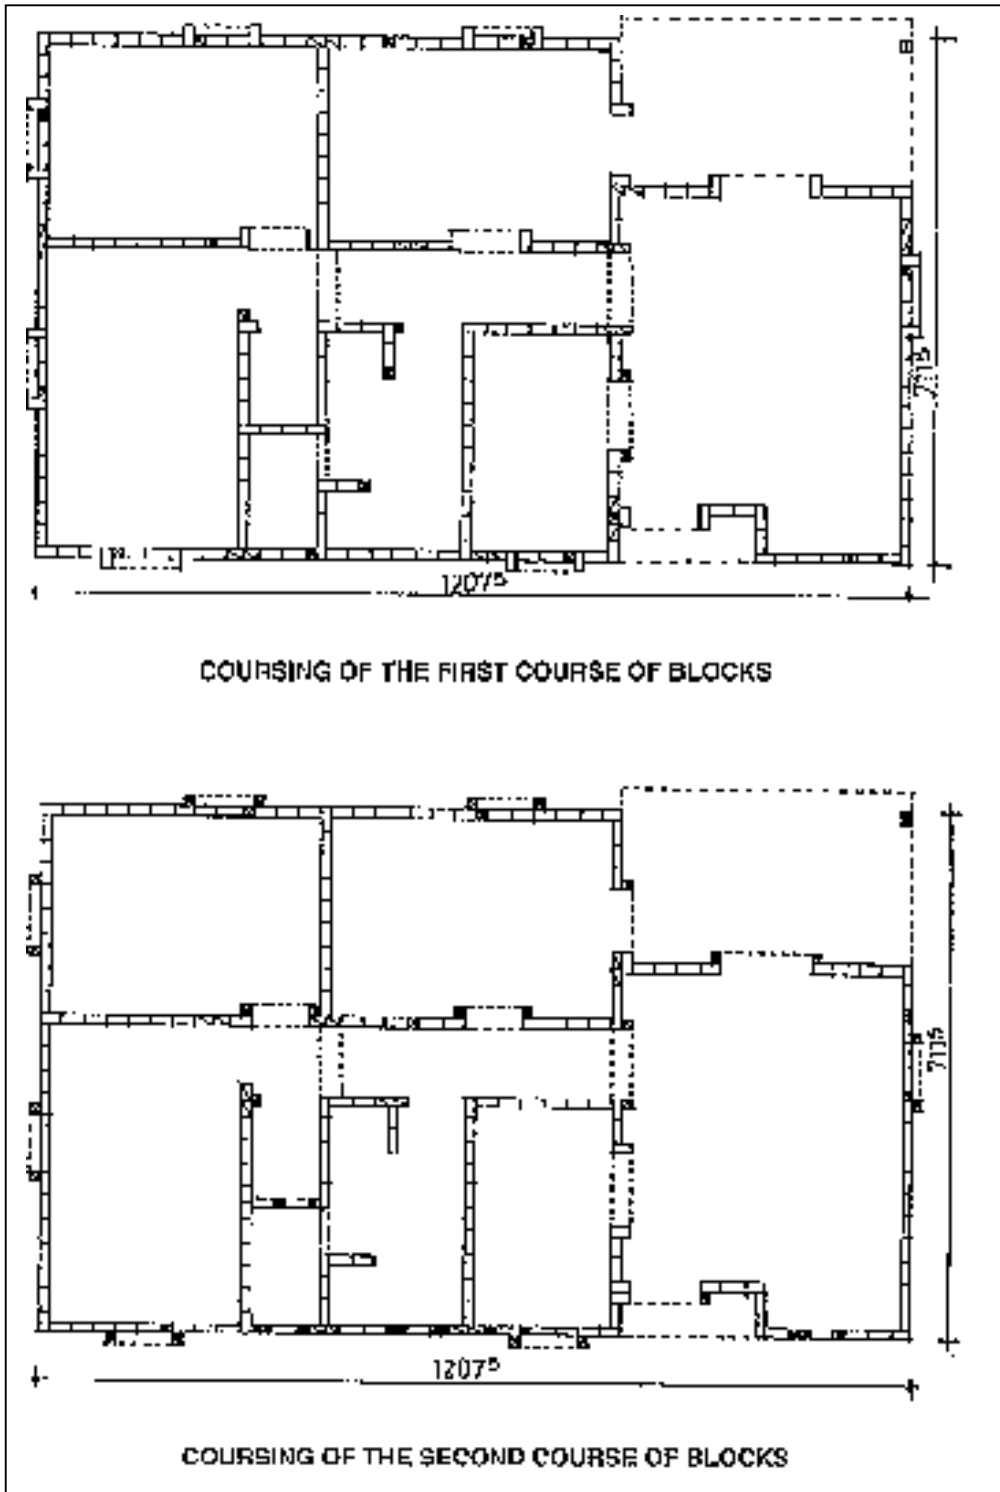 711⁵
1207⁵
COURSING OF THE FIRST COURSE OF BLOCKS
711⁵
1207⁵
COURSING OF THE SECOND COURSE OF BLOCKS